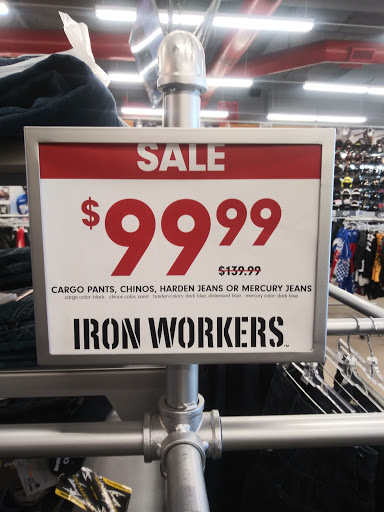 SALE
$99.99
$139.99
CARGO PANTS, CHINOS, HARDEN JEANS OR MERCURY JEANS
cargo color: black chinos color: sand harden colors: dark blue, distressed blue mercury color: dark blue
IRON WORKERS